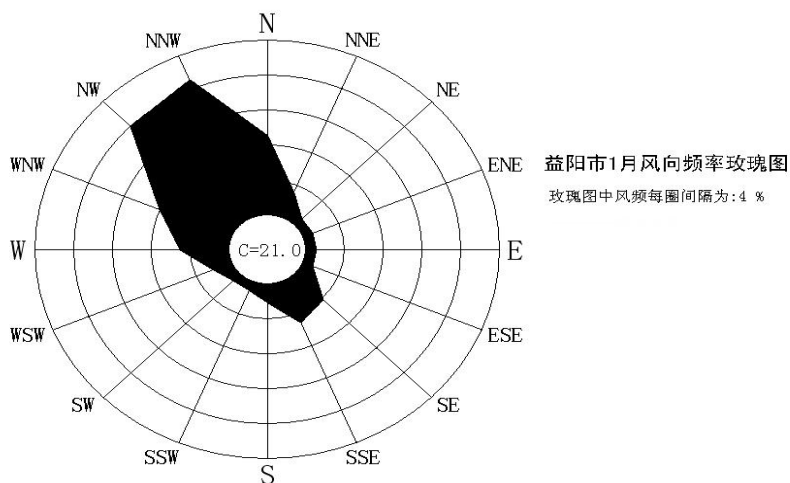 N
NNW
NNE
NW
NE
WNW
ENE
益阳市1月风向频率玫瑰图
玫瑰图中风频每圈间隔为:4 %
W
C=21.0
E
WSW
ESE
SW
SE
SSW
SSE
S